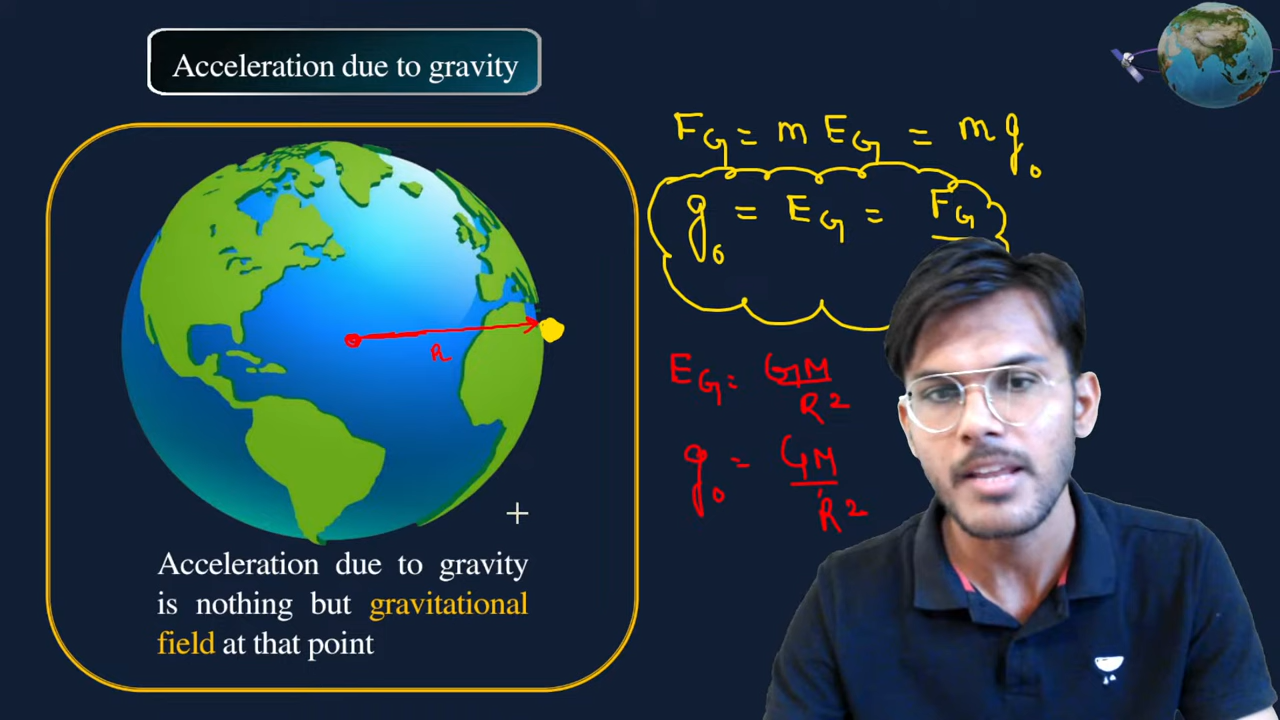 Acceleration due to gravity
F_G = m E_G = m g_0
g_0 = E_G = F_G
R
E_G = GM/R²
g_0 = GM/R²
Acceleration due to gravity
is nothing but gravitational
field at that point